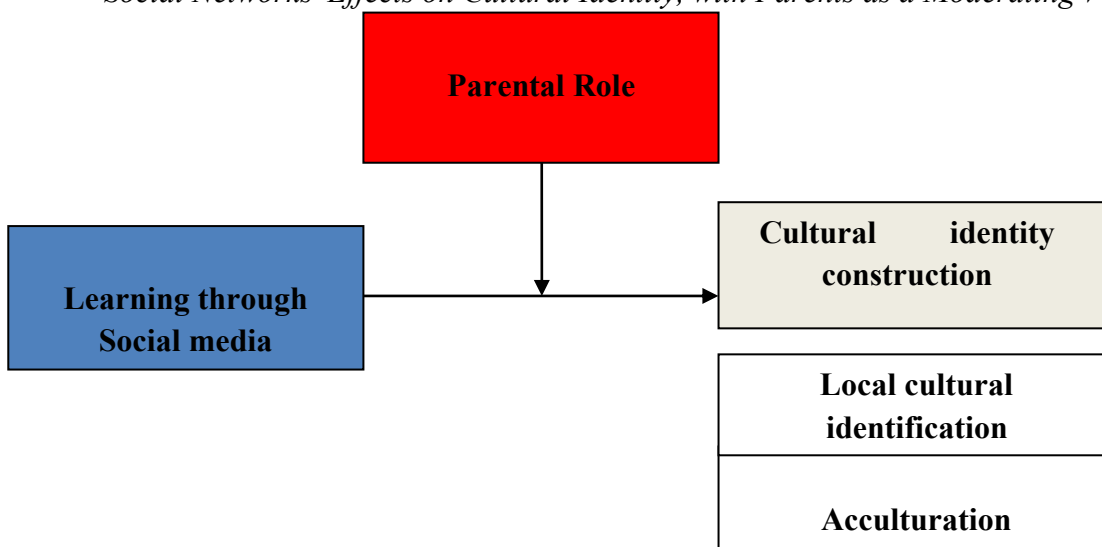 Social Networks' Effects on Cultural Identity, with Parents as a Moderating
Parental Role
Learning through
Social media
Cultural identity
construction
Local cultural
identification
Acculturation